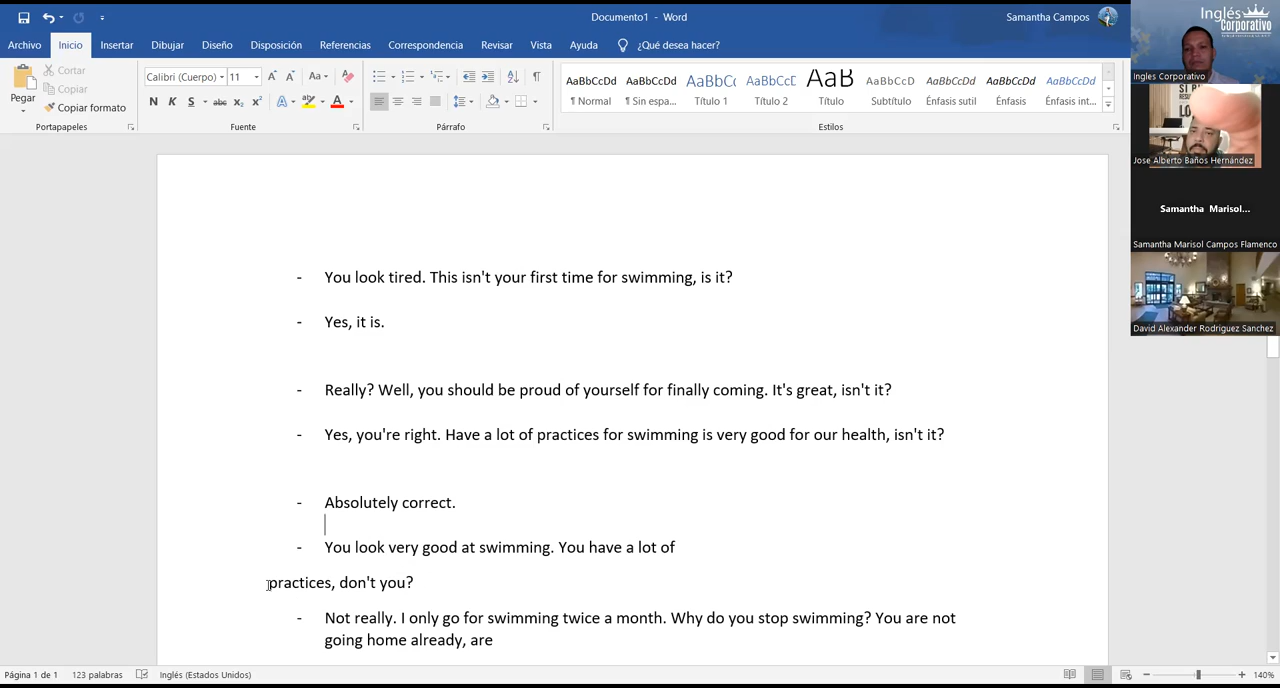 Documento1 - Word
Samantha Campos
Archivo Inicio Insertar Dibujar Diseño Disposición Referencias Correspondencia Revisar Vista Ayuda ¿Qué desea hacer?
Pegar
Cortar
Copiar
Copiar formato
Calibri (Cuerpo) 11
N K S abc x₂ x²
AaBbCcDd AaBbCcDd AaBbCc AaBbCcD AaB AaBbCcD AaBbCcDd AaBbCcDd AaBbCcDd
¶ Normal ¶ Sin espa... Título 1 Título 2 Título Subtítulo Énfasis sutil Énfasis Énfasis int...
Portapapeles Fuente Párrafo Estilos
- You look tired. This isn't your first time for swimming, is it?
- Yes, it is.
- Really? Well, you should be proud of yourself for finally coming. It's great, isn't it?
- Yes, you're right. Have a lot of practices for swimming is very good for our health, isn't it?
- Absolutely correct.
- You look very good at swimming. You have a lot of
practices, don't you?
- Not really. I only go for swimming twice a month. Why do you stop swimming? You are not
going home already, are
Página 1 de 1 123 palabras Inglés (Estados Unidos) 140%
Inglés
Corporativo
Ingles Corporativo
Jose Alberto Baños Hernández
Samantha Marisol...
Samantha Marisol Campos Flamenco
David Alexander Rodriguez Sanchez